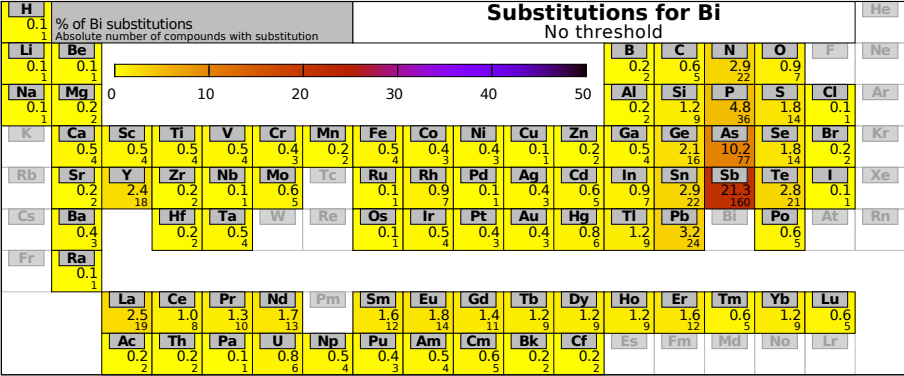 H
0.1
1
% of Bi substitutions
Absolute number of compounds with substitution
Substitutions for Bi
No threshold
He
Li
0.1
1
Be
0.1
1
B
0.2
2
C
0.6
5
N
2.9
22
O
0.9
7
F
Ne
0 10 20 30 40 50
Na
0.1
1
Mg
0.2
2
Al
0.2
2
Si
1.2
9
P
4.8
36
S
1.8
14
Cl
0.1
1
Ar
K
Ca
0.5
4
Sc
0.5
4
Ti
0.5
4
V
0.5
4
Cr
0.4
3
Mn
0.2
2
Fe
0.5
4
Co
0.4
3
Ni
0.4
3
Cu
0.1
1
Zn
0.2
2
Ga
0.5
4
Ge
2.1
16
As
10.2
77
Se
1.8
14
Br
0.2
2
Kr
Rb
Sr
0.2
2
Y
2.4
18
Zr
0.2
2
Nb
0.1
1
Mo
0.6
5
Tc
Ru
0.1
1
Rh
0.9
7
Pd
0.1
1
Ag
0.4
3
Cd
0.6
5
In
0.9
7
Sn
2.9
22
Sb
21.3
160
Te
2.8
21
I
0.1
1
Xe
Cs
Ba
0.4
3
Hf
0.2
2
Ta
0.5
4
W
Re
Os
0.1
1
Ir
0.5
4
Pt
0.4
3
Au
0.4
3
Hg
0.8
6
Tl
1.2
9
Pb
3.2
24
Bi
Po
0.6
5
At
Rn
Fr
Ra
0.1
1
La
2.5
19
Ce
1.0
8
Pr
1.3
10
Nd
1.7
13
Pm
Sm
1.6
12
Eu
1.8
14
Gd
1.4
11
Tb
1.2
9
Dy
1.2
9
Ho
1.2
9
Er
1.6
12
Tm
0.6
5
Yb
1.2
9
Lu
0.6
5
Ac
0.2
2
Th
0.2
2
Pa
0.1
1
U
0.8
6
Np
0.5
4
Pu
0.4
3
Am
0.5
4
Cm
0.6
5
Bk
0.2
2
Cf
0.2
2
Es
Fm
Md
No
Lr